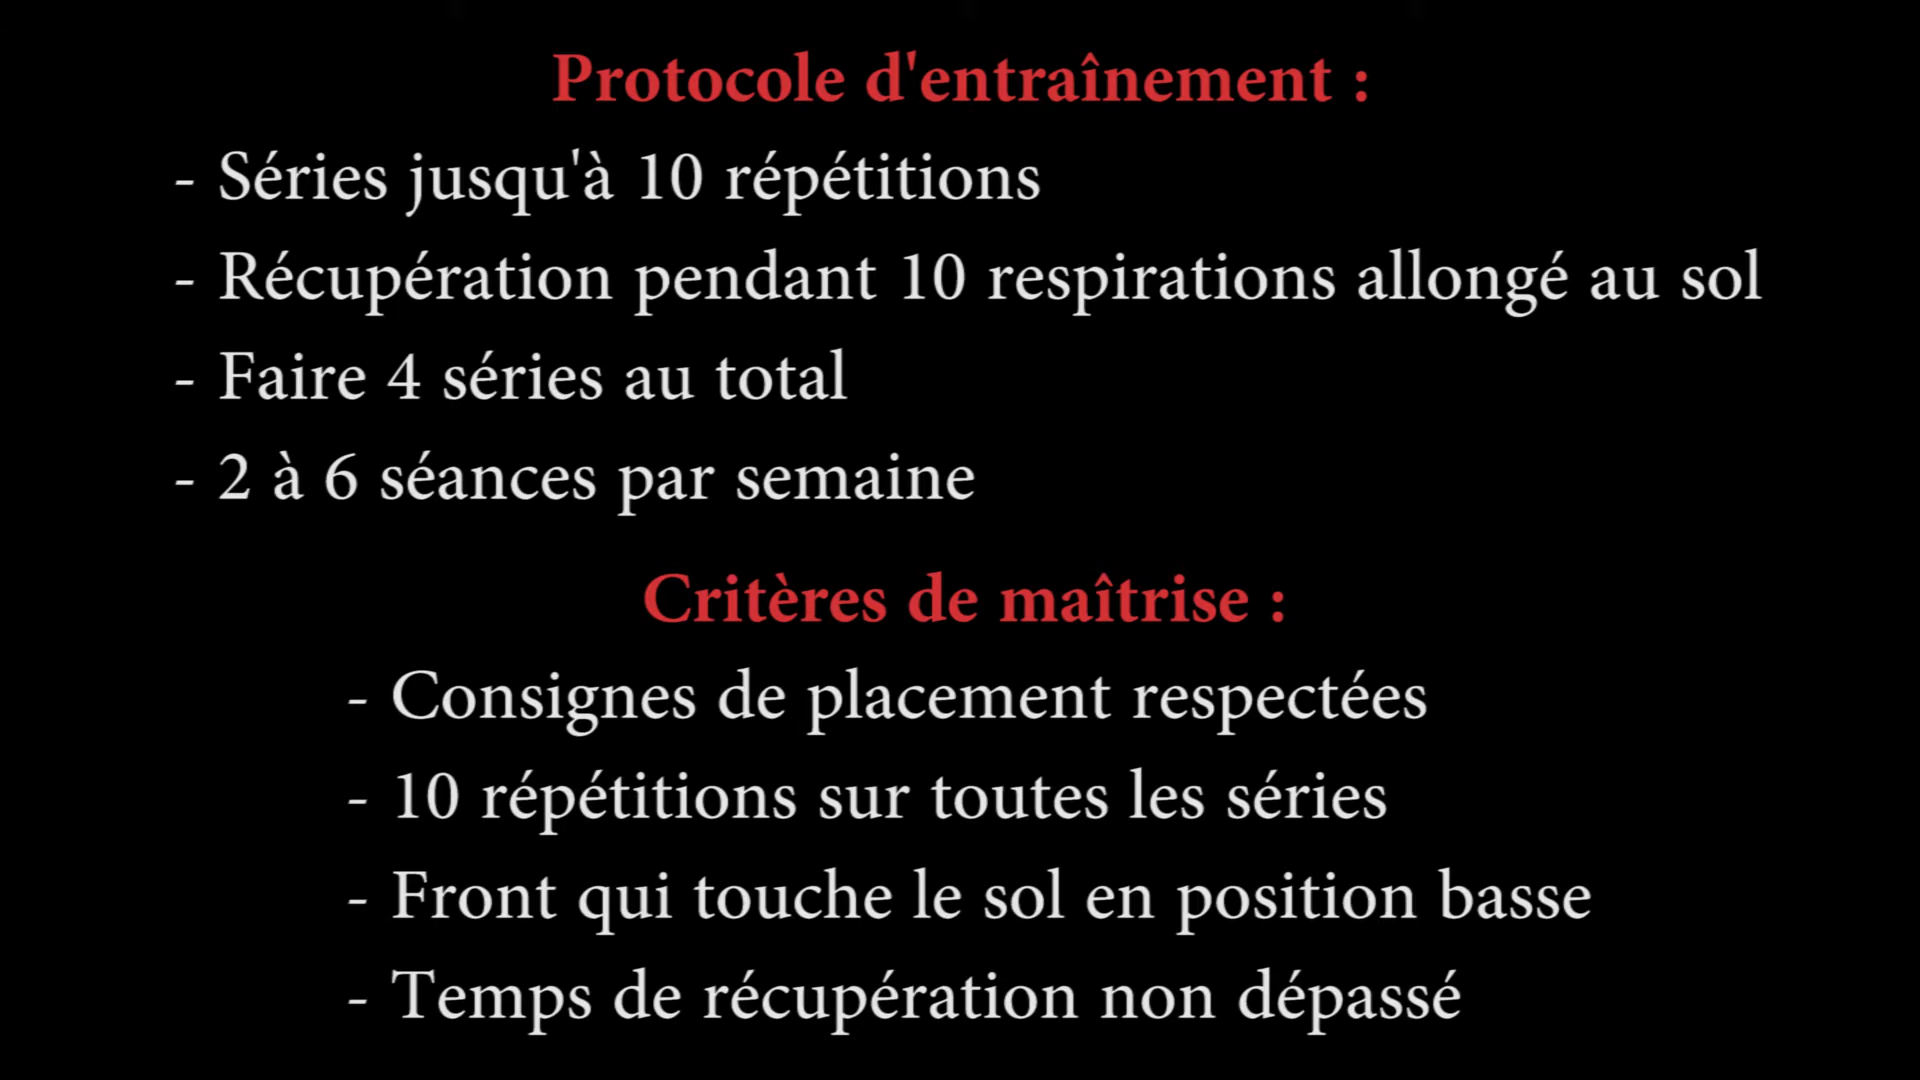 Protocole d'entraînement :
- Séries jusqu'à 10 répétitions
- Récupération pendant 10 respirations allongé au sol
- Faire 4 séries au total
- 2 à 6 séances par semaine
Critères de maîtrise :
- Consignes de placement respectées
- 10 répétitions sur toutes les séries
- Front qui touche le sol en position basse
- Temps de récupération non dépassé